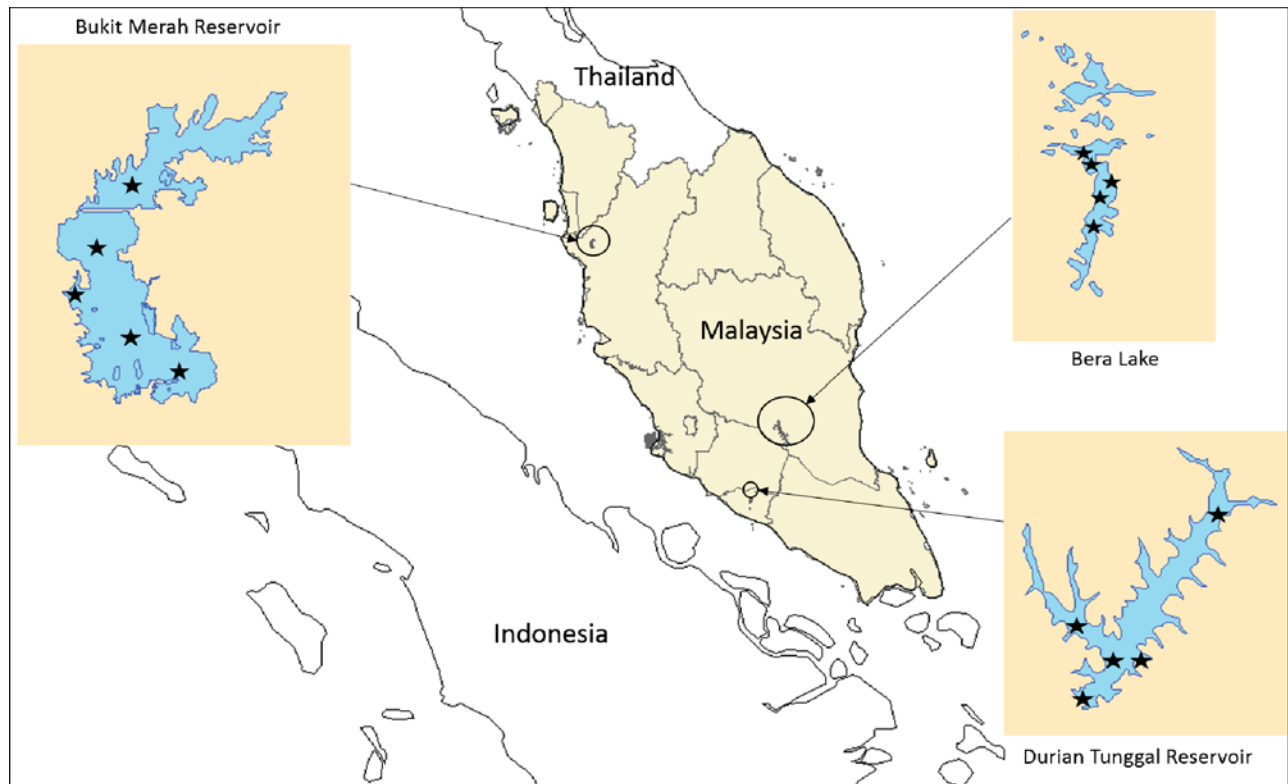 Bukit Merah Reservoir
Thailand
Malaysia
Bera Lake
Indonesia
Durian Tunggal Reservoir